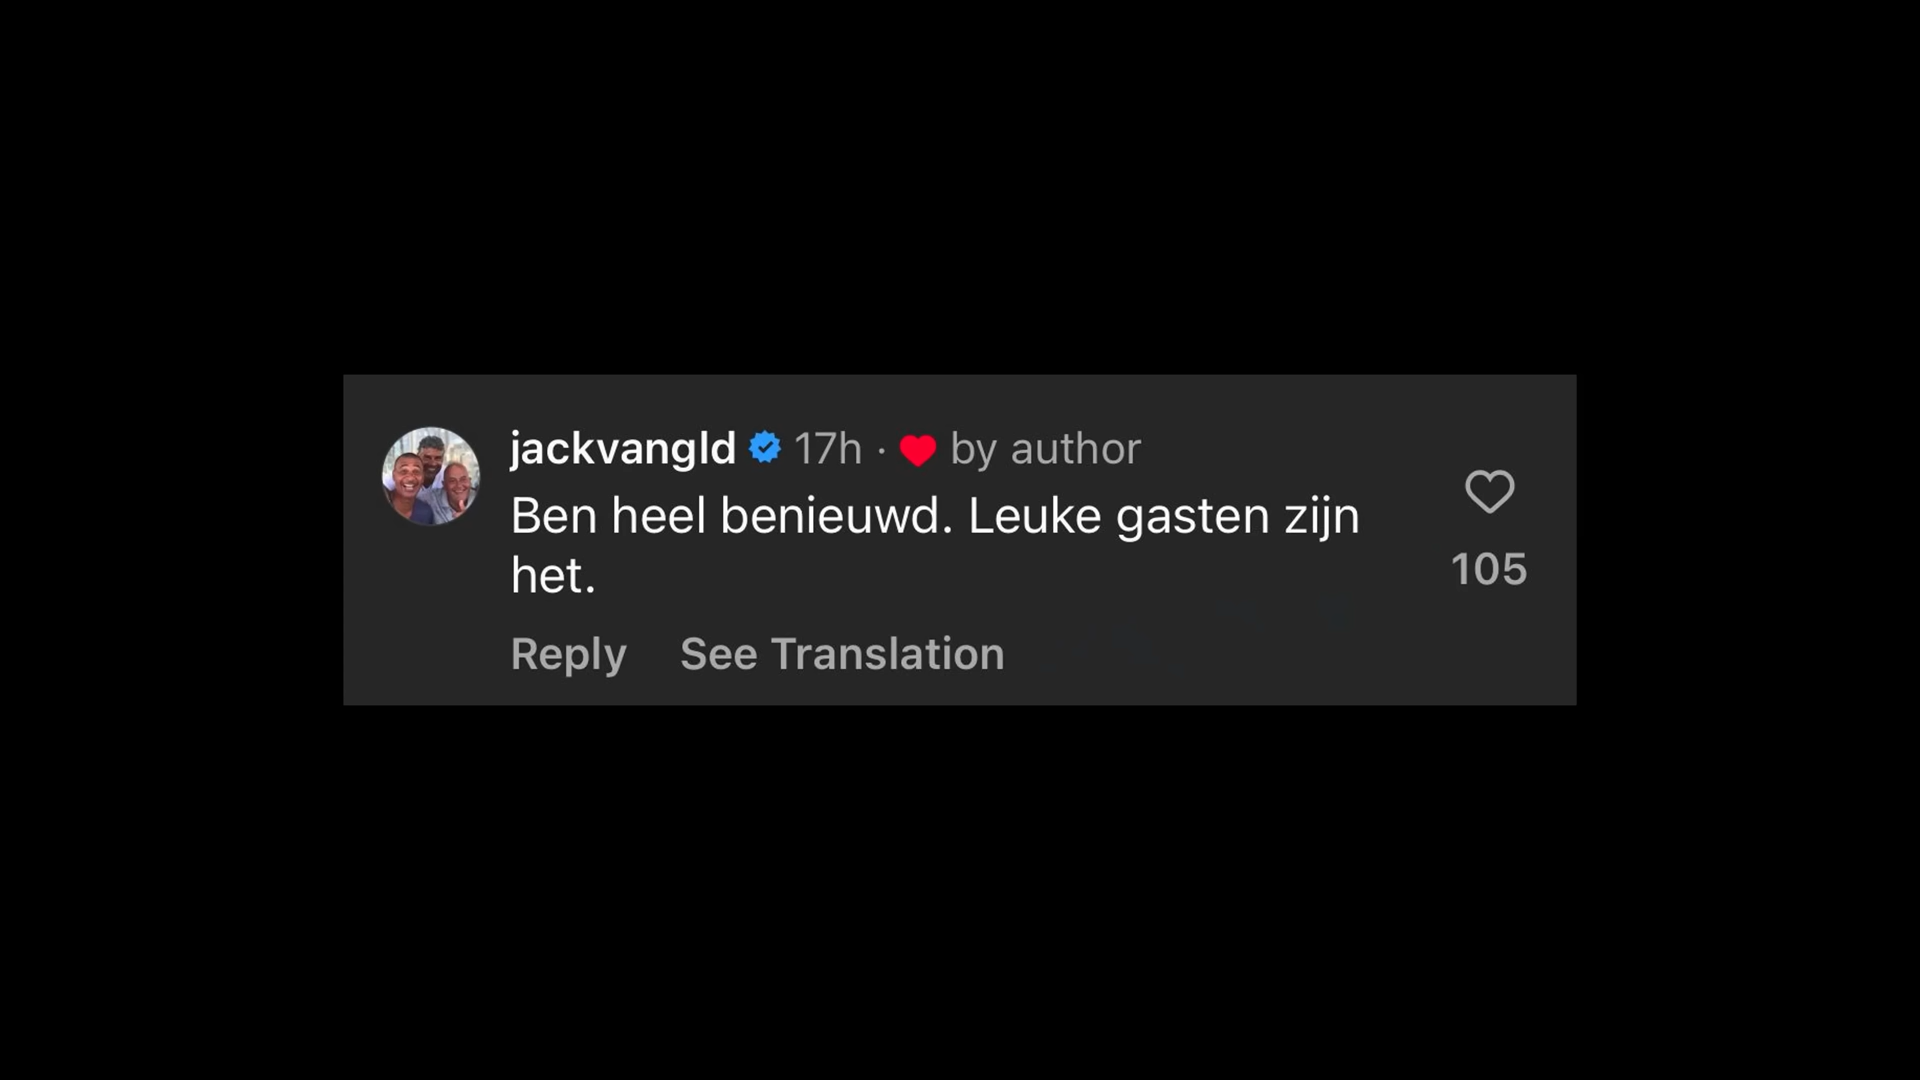 jackvangld 17h · ❤️ by author
Ben heel benieuwd. Leuke gasten zijn
het.
105
Reply See Translation